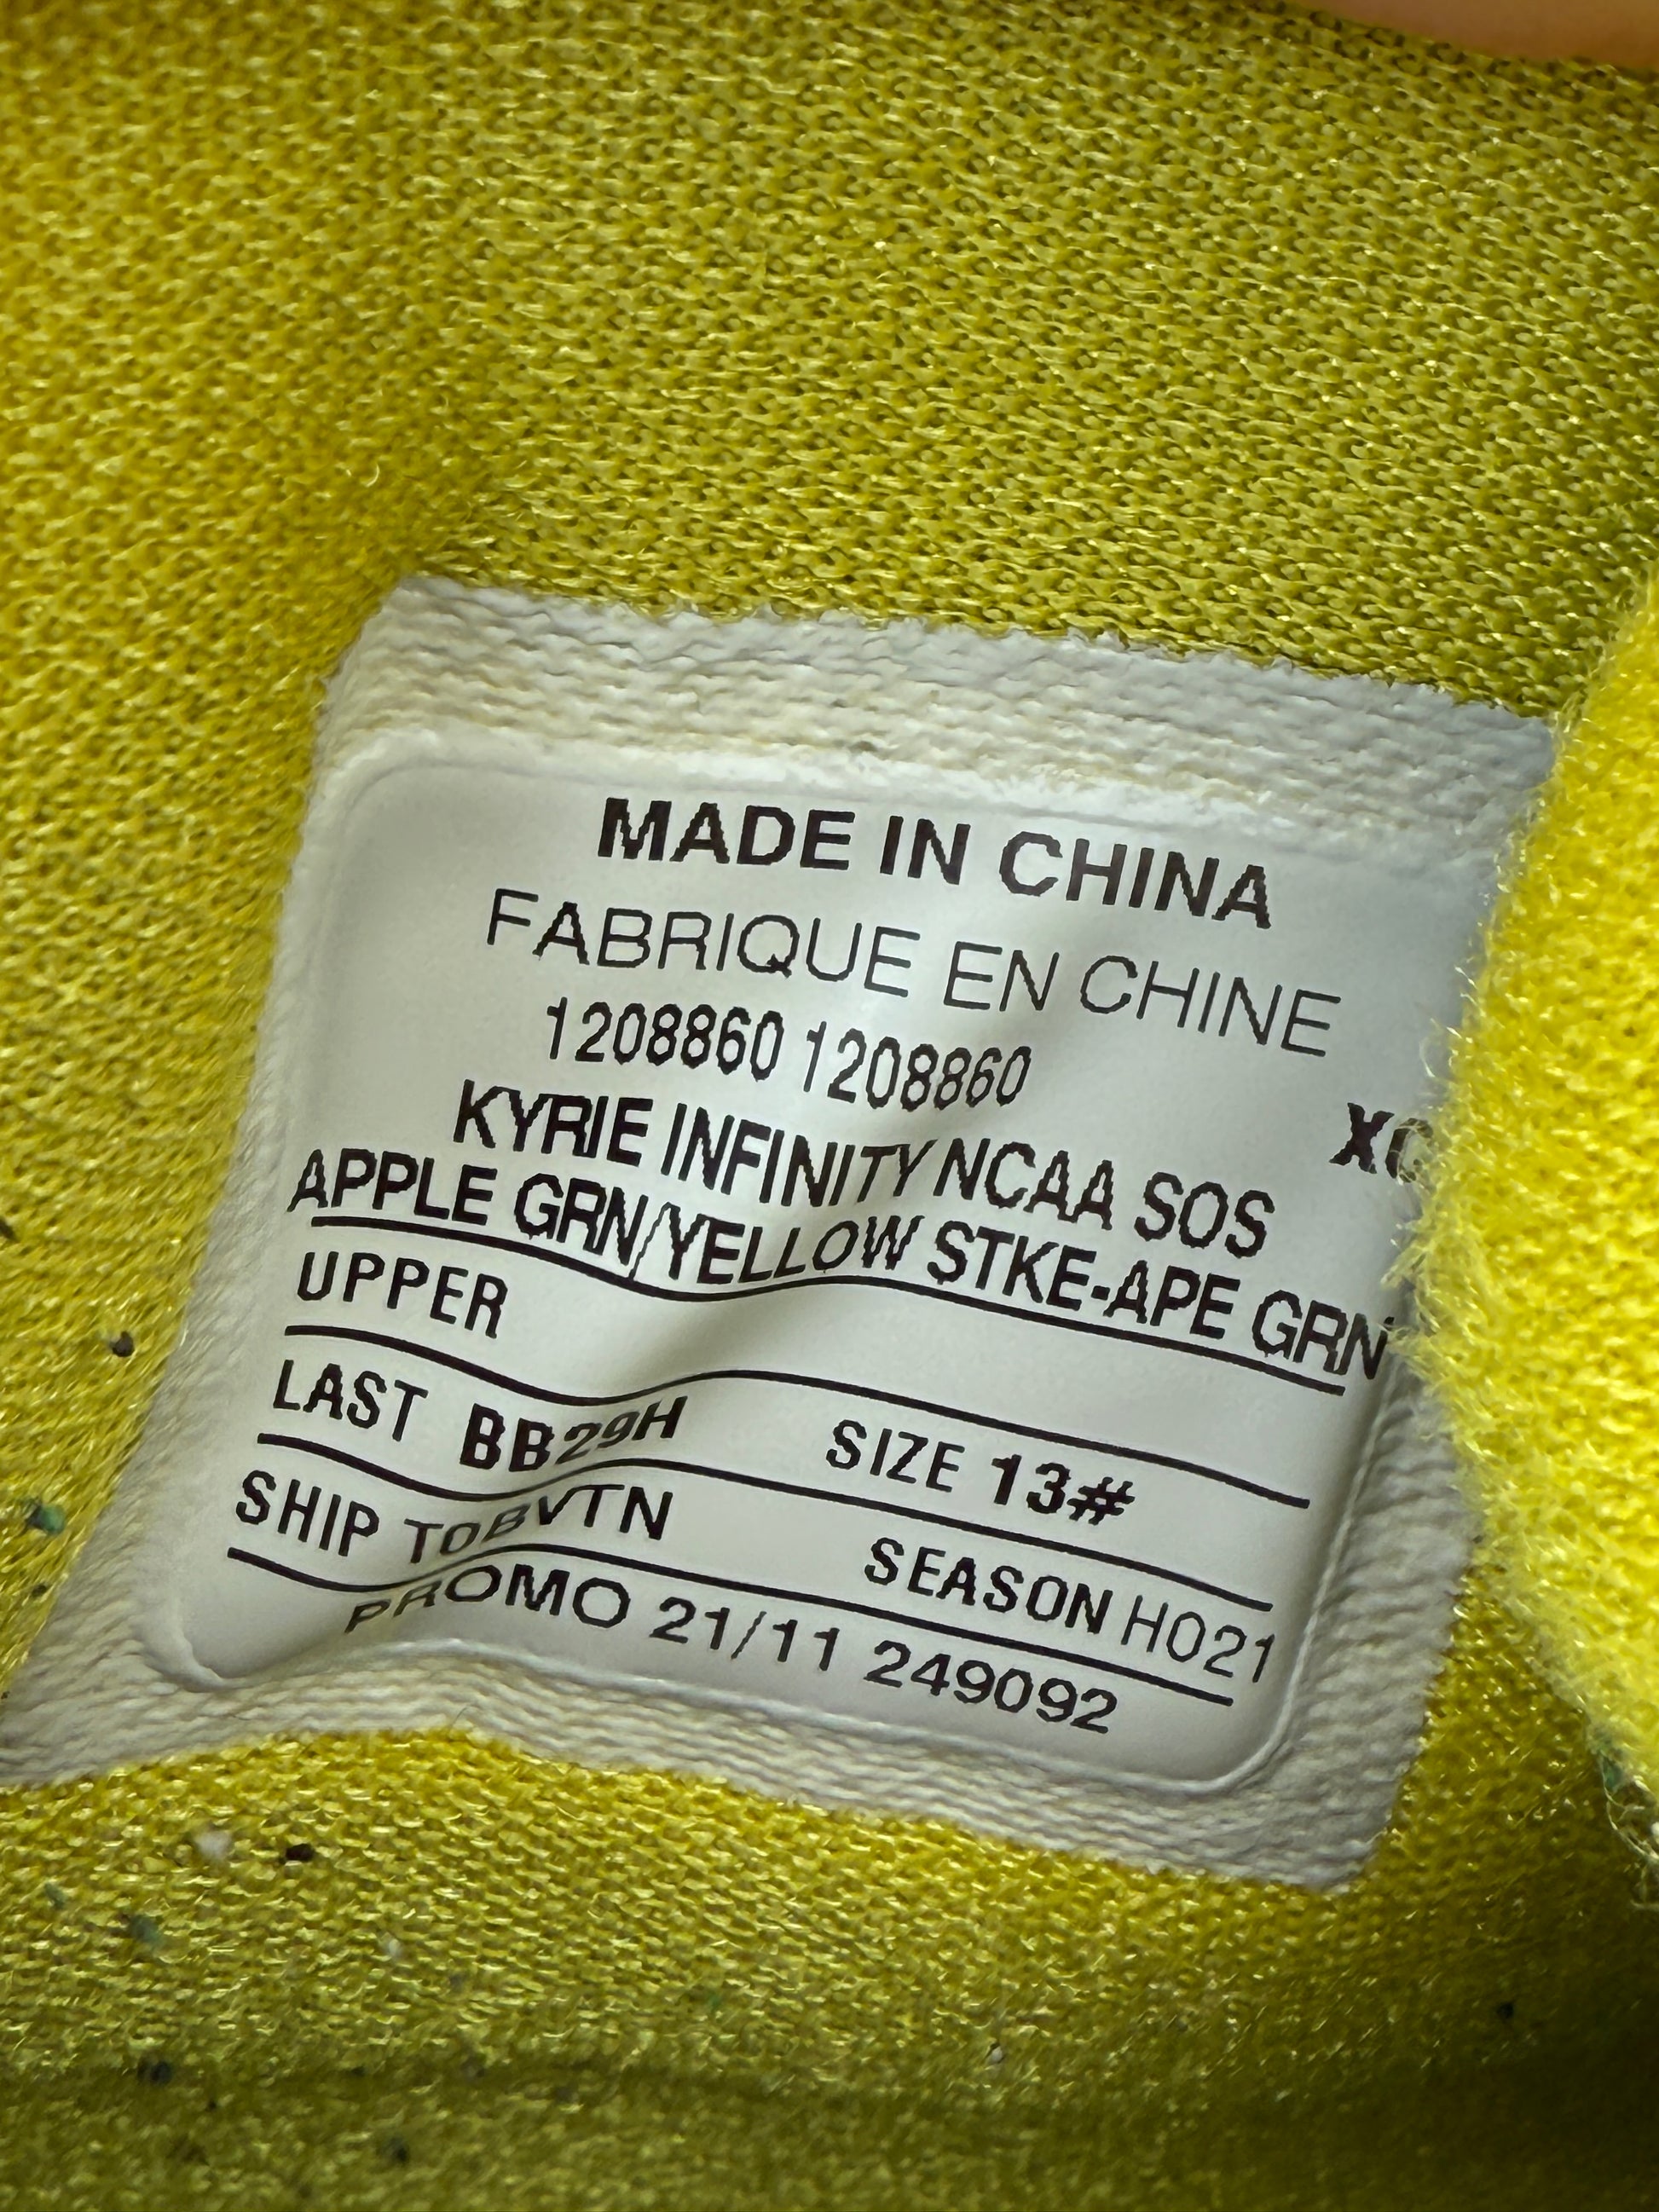 MADE IN CHINA
FABRIQUE EN CHINE
1208860 1208860
KYRIE INFINITY NCAA SOS
APPLE GRN/YELLOW STKE-APE GRN
UPPER
LAST BB29H SIZE 13#
SHIP TOBVTN SEASON HO21
PROMO 21/11 249092